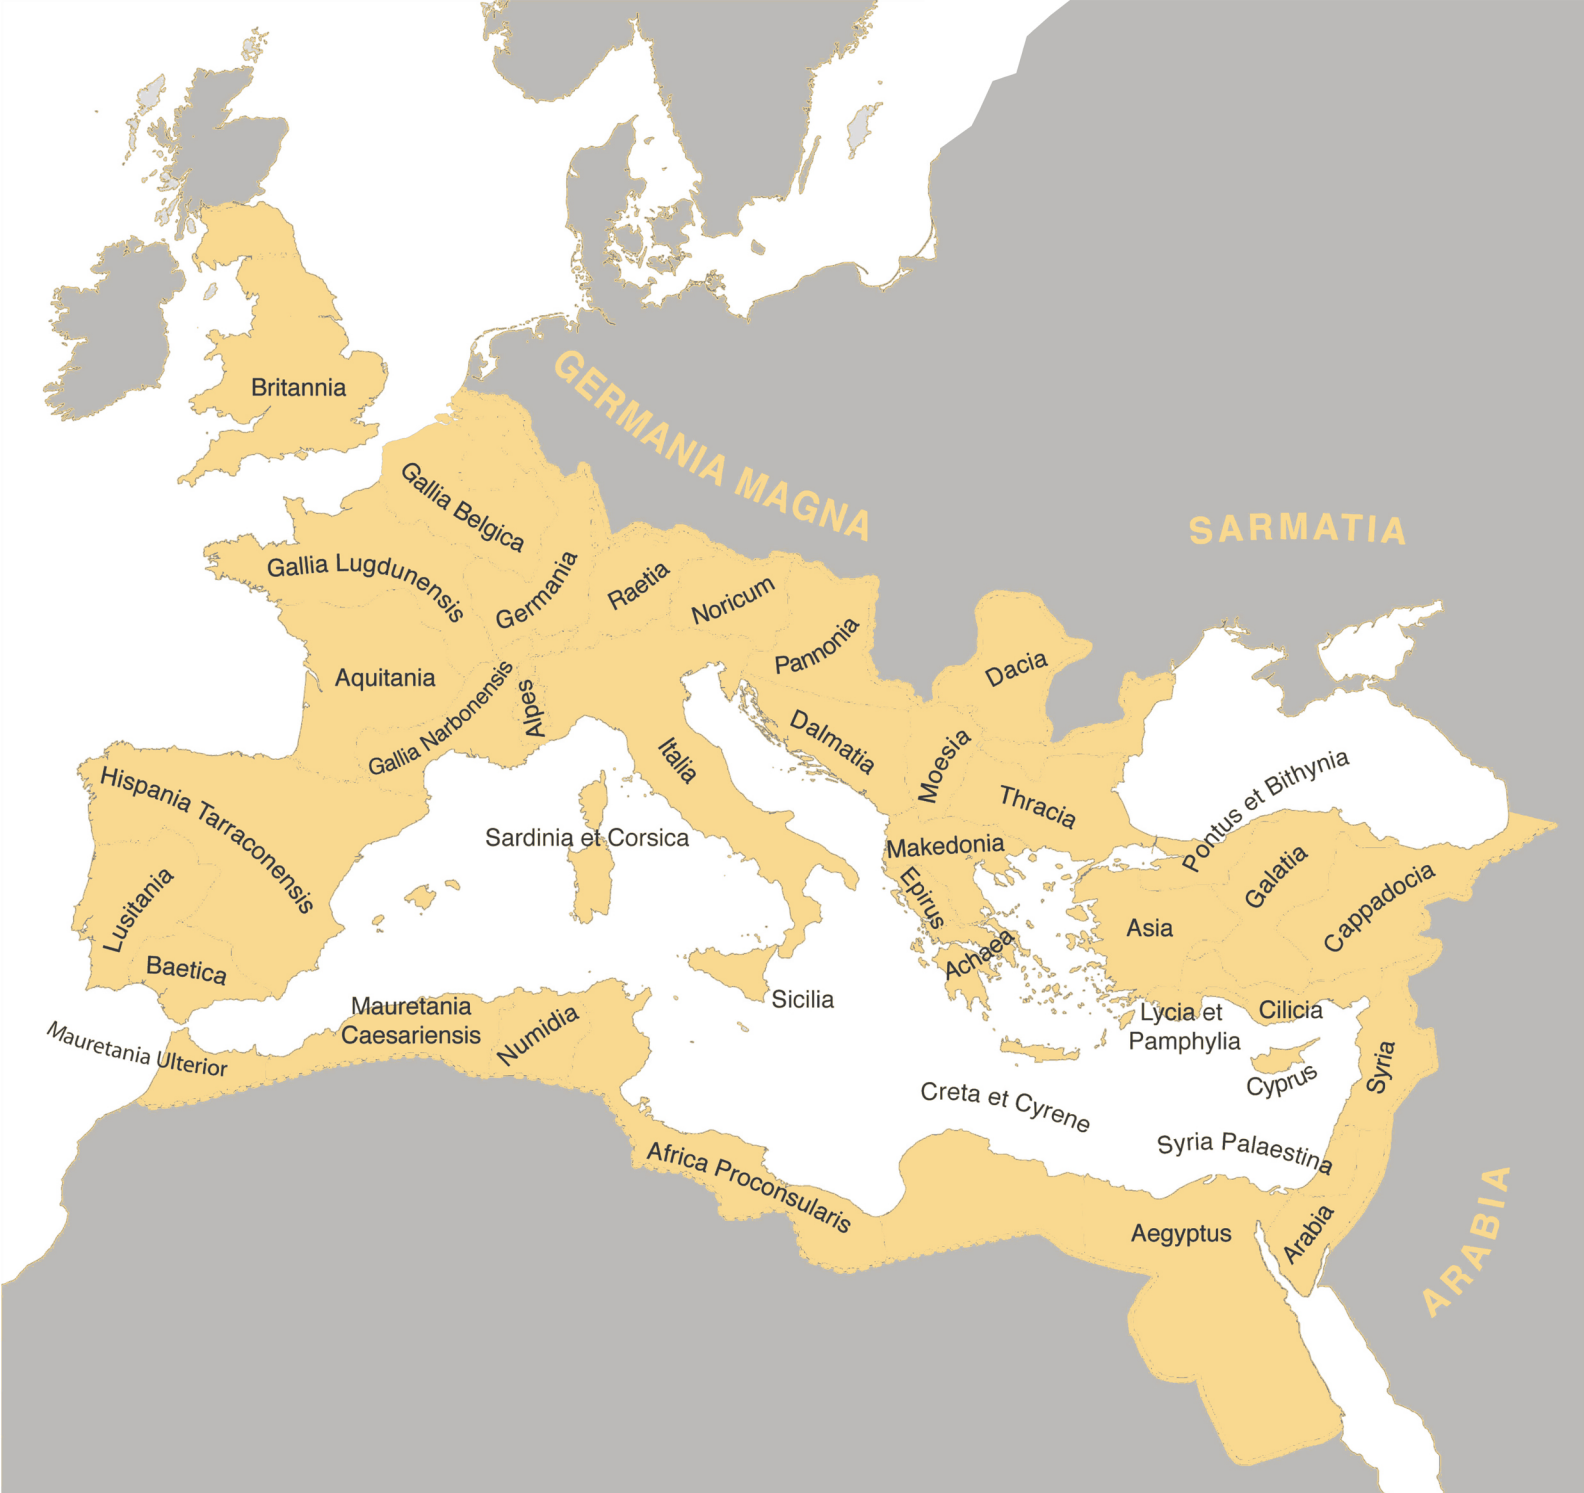 Britannia
GERMANIA MAGNA
SARMATIA
Gallia Belgica
Gallia Lugdunensis
Germania
Raetia
Noricum
Pannonia
Dacia
Aquitania
Gallia Narbonensis
Alpes
Italia
Dalmatia
Moesia
Thracia
Pontus et Bithynia
Hispania Tarraconensis
Sardinia et Corsica
Makedonia
Galatia
Cappadocia
Lusitania
Epirus
Asia
Baetica
Achaea
Sicilia
Mauretania
Caesariensis
Numidia
Lycia et
Pamphylia
Cilicia
Mauretania Ulterior
Cyprus
Syria
Creta et Cyrene
Syria Palaestina
Africa Proconsularis
Aegyptus
Arabia
ARABIA